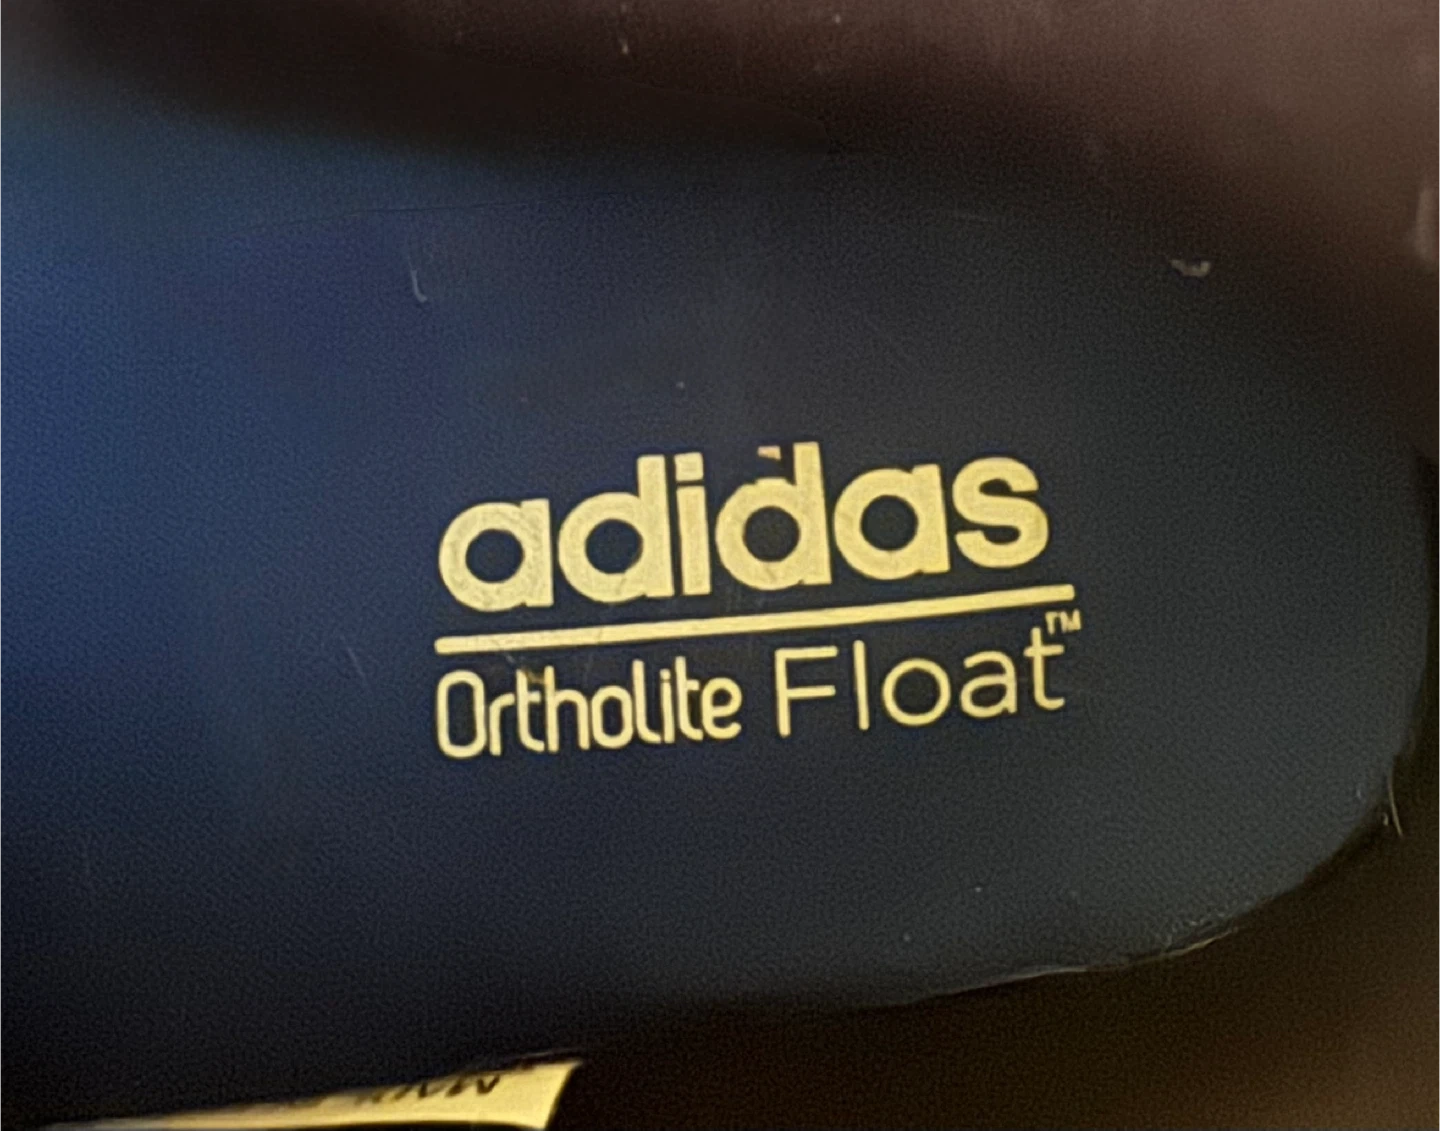 adidas
Ortholite Float™